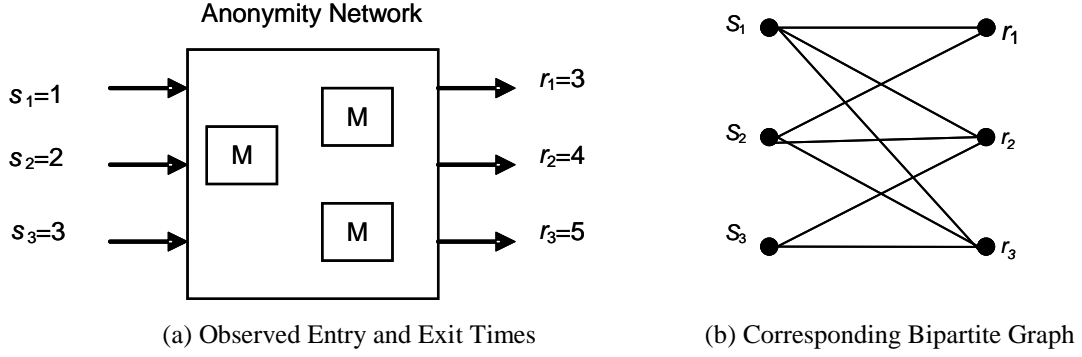 Anonymity Network
s1=1
s2=2
s3=3
M
M
M
r1=3
r2=4
r3=5
(a) Observed Entry and Exit Times
S1
S2
S3
r1
r2
r3
(b) Corresponding Bipartite Graph